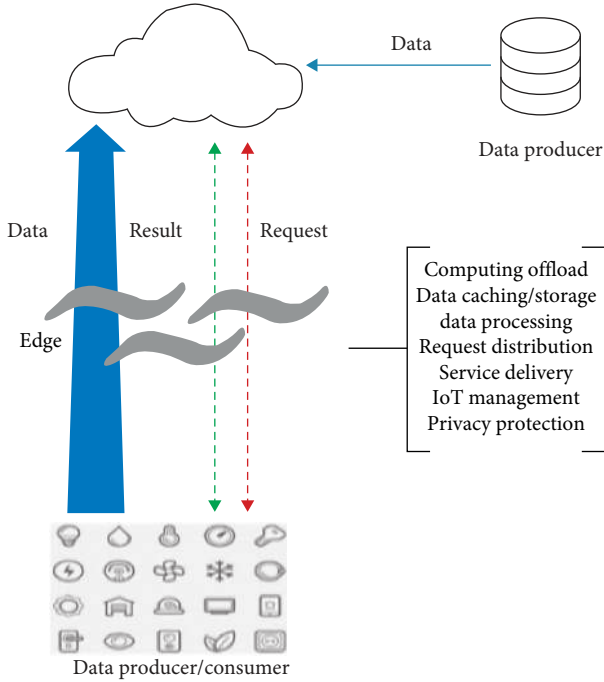 Data
Data producer
Data
Result
Request
Edge
Computing offload
Data caching/storage
data processing
Request distribution
Service delivery
IoT management
Privacy protection
Data producer/consumer